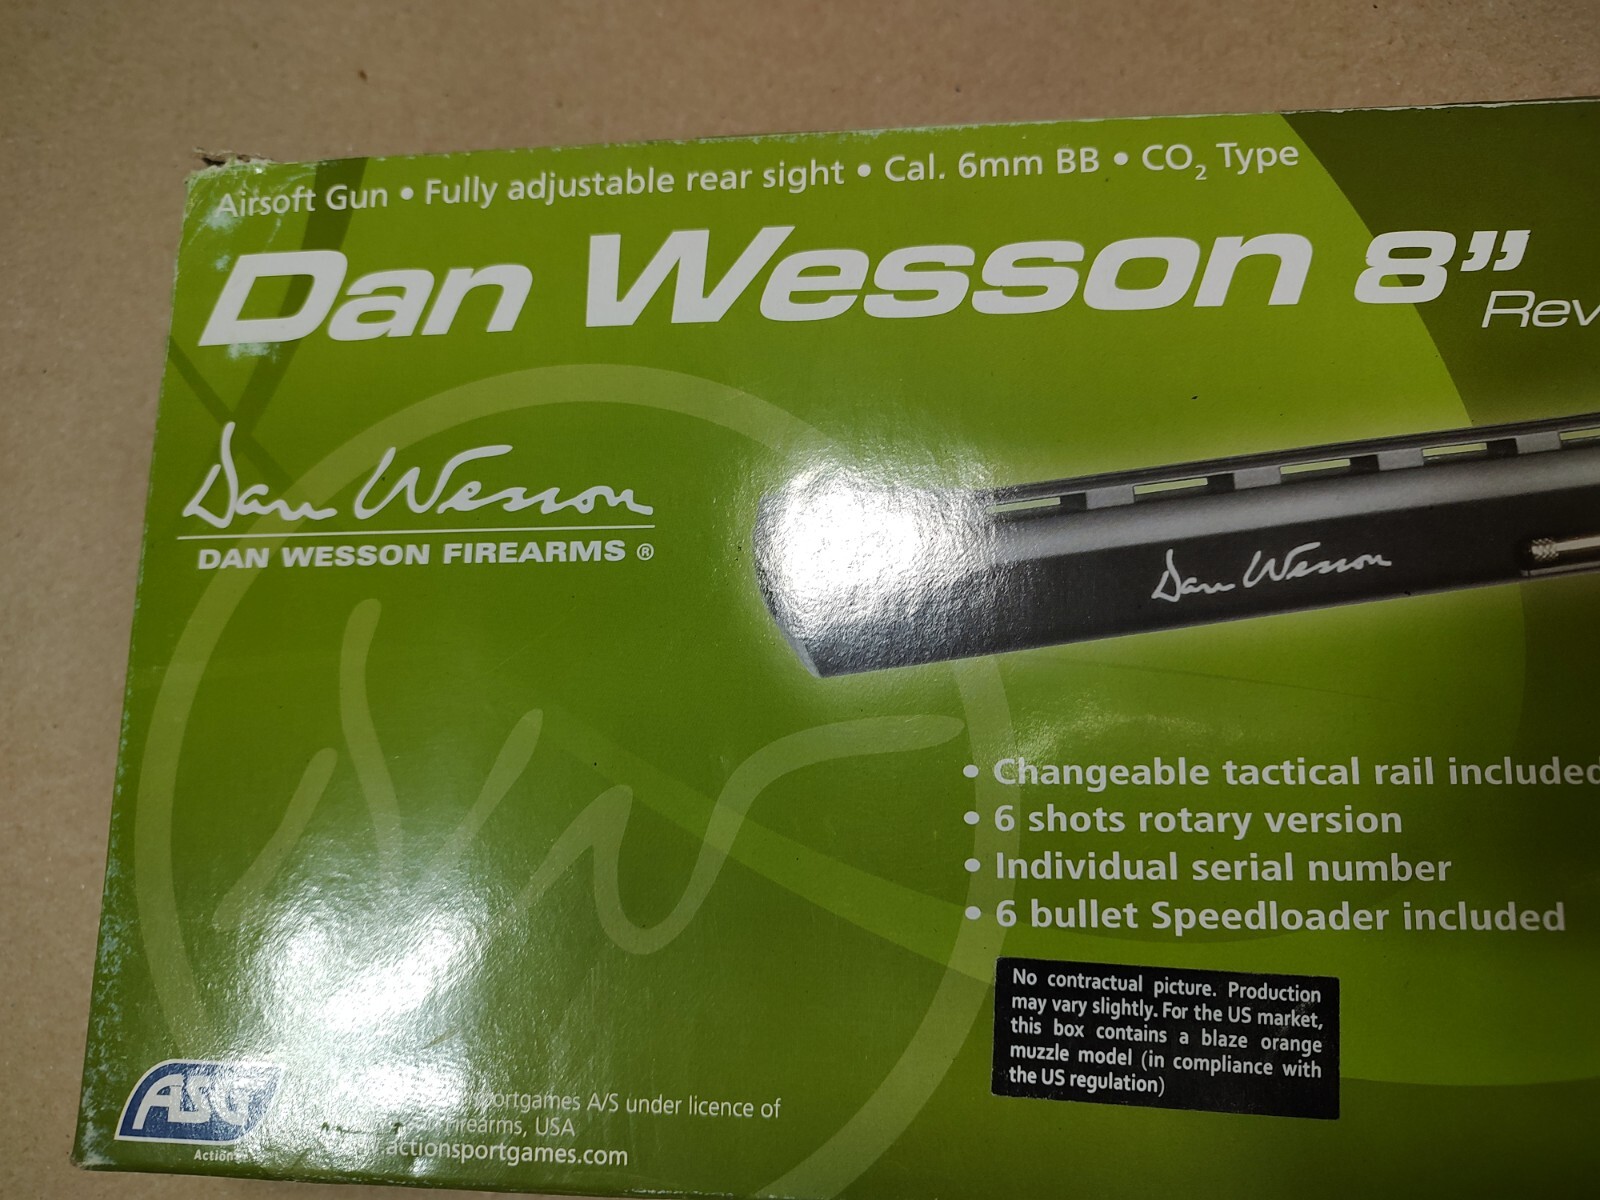 Airsoft Gun • Fully adjustable rear sight • Cal. 6mm BB • CO₂ Type
Dan Wesson 8”
Rev
Dan Wesson
DAN WESSON FIREARMS ®
Dan Wesson
• Changeable tactical rail included
• 6 shots rotary version
• Individual serial number
• 6 bullet Speedloader included
No contractual picture. Production
may vary slightly. For the US market,
this box contains a blaze orange
muzzle model (in compliance with
the US regulation)
ASG
Action
sportgames A/S under licence of
Firearms, USA
actionsportgames.com